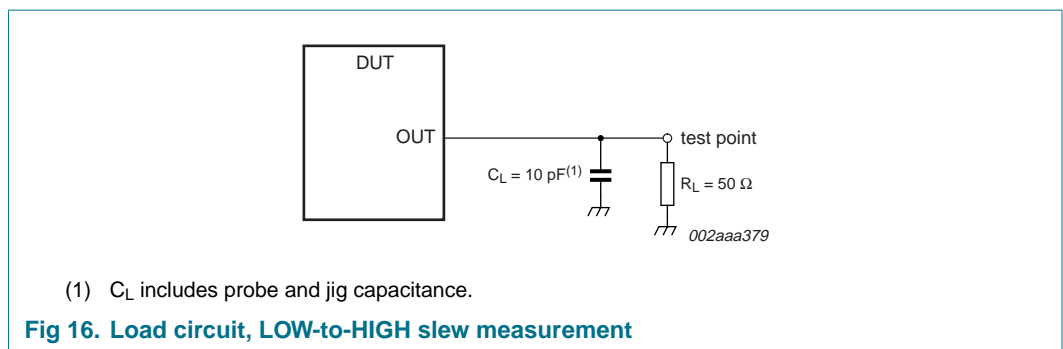 DUT
OUT
test point
CL = 10 pF(1)
RL = 50 Ω
002aaa379
(1) CL includes probe and jig capacitance.
Fig 16. Load circuit, LOW-to-HIGH slew measurement